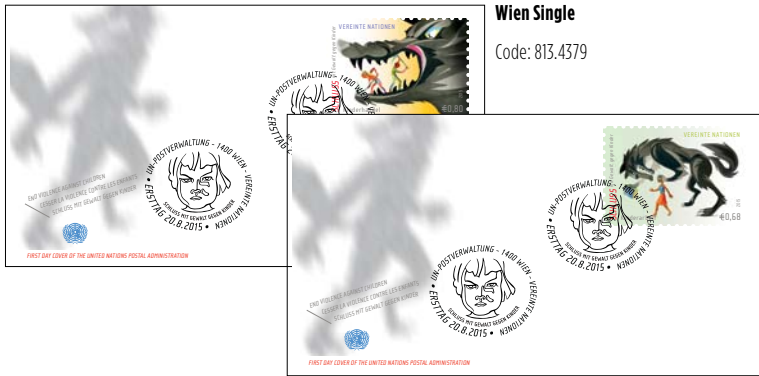 Wien Single
Code: 813.4379
VEREINTE NATIONEN
€0,80
UN-POSTVERWALTUNG - 1400 WIEN - VEREINTE NATIONEN
ERSTTAG 20.8.2015
SCHLUSS MIT GEWALT GEGEN KINDER
END VIOLENCE AGAINST CHILDREN
CESSER LA VIOLENCE CONTRE LES ENFANTS
SCHLUSS MIT GEWALT GEGEN KINDER
FIRST DAY COVER OF THE UNITED NATIONS POSTAL ADMINISTRATION
VEREINTE NATIONEN
€0,68
UN-POSTVERWALTUNG - 1400 WIEN - VEREINTE NATIONEN
ERSTTAG 20.8.2015
SCHLUSS MIT GEWALT GEGEN KINDER
UN-POSTVERWALTUNG - 1400 WIEN - VEREINTE NATIONEN
ERSTTAG 20.8.2015
SCHLUSS MIT GEWALT GEGEN KINDER
END VIOLENCE AGAINST CHILDREN
CESSER LA VIOLENCE CONTRE LES ENFANTS
SCHLUSS MIT GEWALT GEGEN KINDER
FIRST DAY COVER OF THE UNITED NATIONS POSTAL ADMINISTRATION